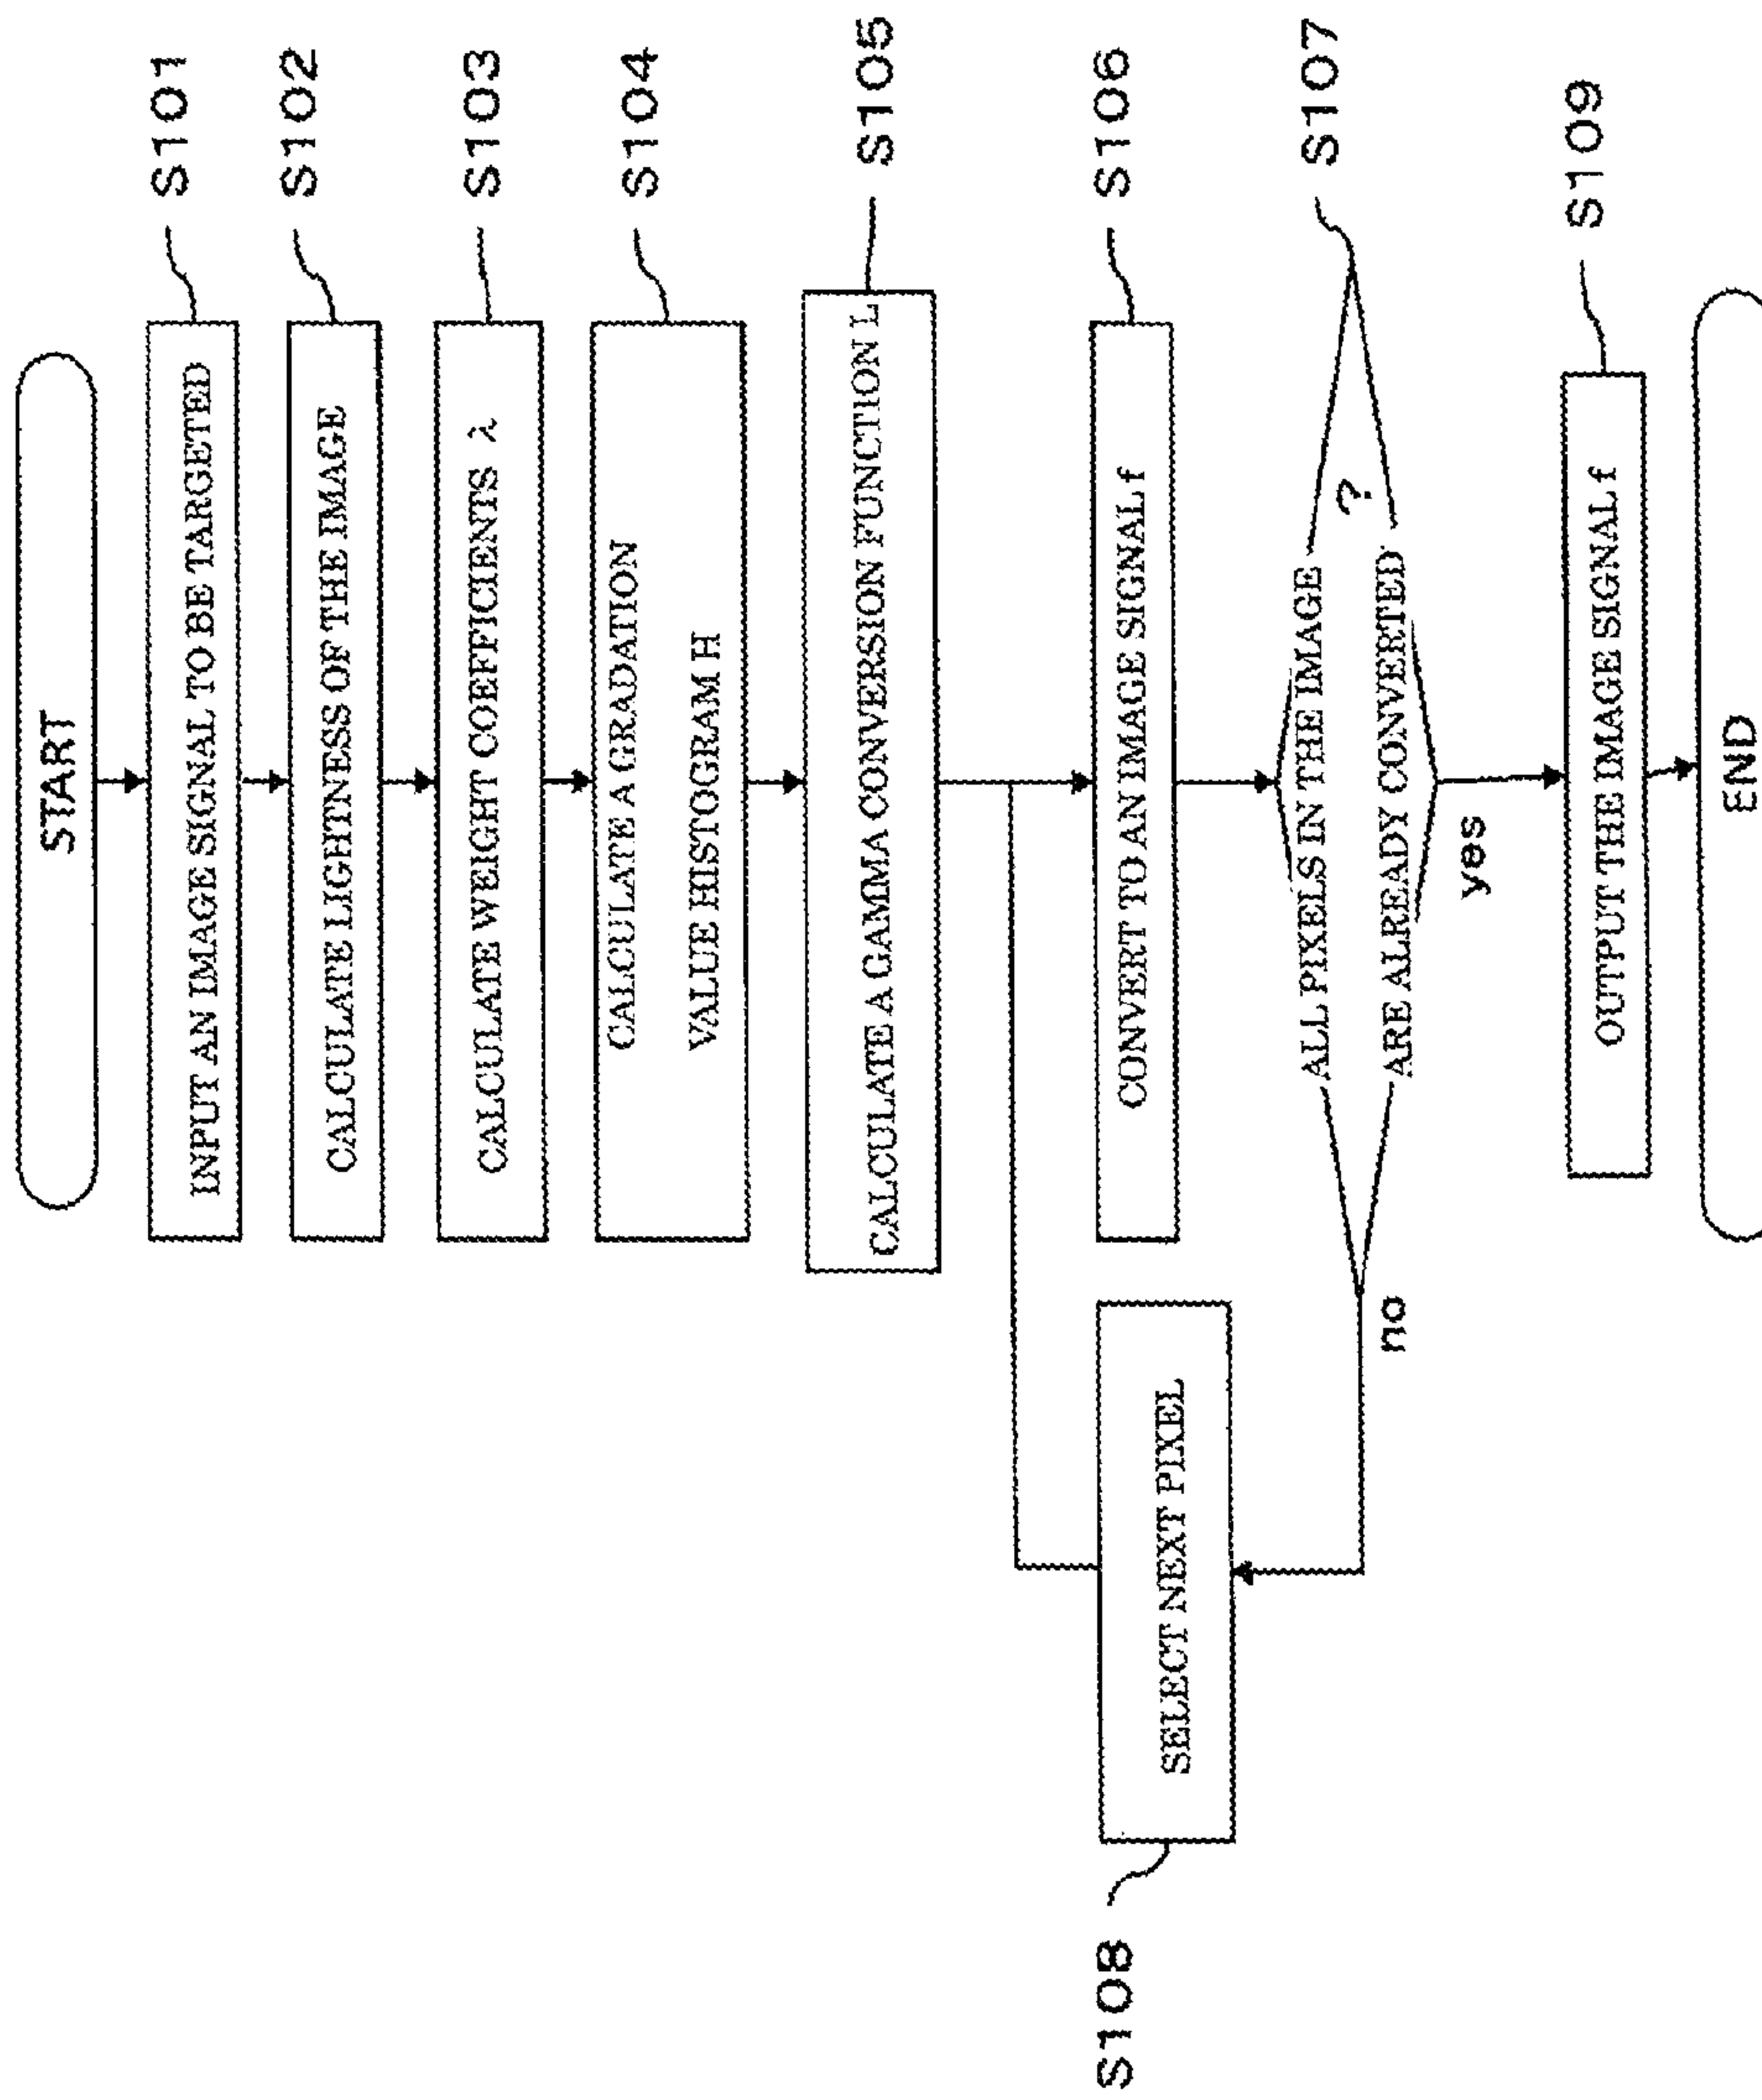 START
INPUT AN IMAGE SIGNAL TO BE TARGETED
S101
CALCULATE LIGHTNESS OF THE IMAGE
S102
CALCULATE WEIGHT COEFFICIENTS λ
S103
CALCULATE A GRADATION
VALUE HISTOGRAM H
S104
CALCULATE A GAMMA CONVERSION FUNCTION L
S105
CONVERT TO AN IMAGE SIGNAL f
S106
ALL PIXELS IN THE IMAGE
ARE ALREADY CONVERTED
?
S107
no
yes
SELECT NEXT PIXEL
S108
OUTPUT THE IMAGE SIGNAL f
S109
END